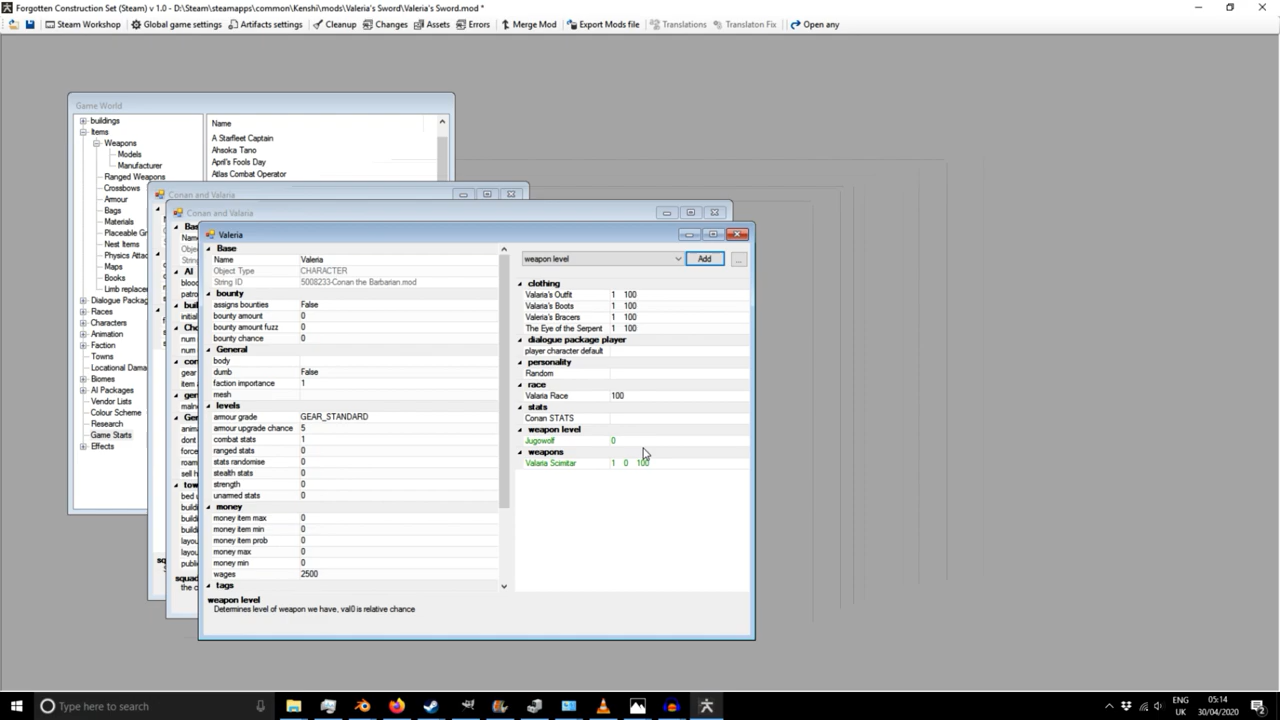 Forgotten Construction Set (Steam) v 1.0 - D:\Steam\steamapps\common\Kenshi\mods\Valeria's Sword\Valeria's Sword.mod *
Steam Workshop Global game settings Artifacts settings Cleanup Changes Assets Errors Merge Mod Export Mods file Translations Translaton Fix Open any
Game World
buildings
Items
Weapons
Models
Manufacturer
Ranged Weapons
Crossbows
Armour
Bags
Materials
Placeable Gr
Nest Items
Physics Attac
Maps
Books
Limb replacer
Dialogue Packag
Races
Characters
Animation
Faction
Towns
Locational Dama
Biomes
AI Packages
Vendor Lists
Colour Scheme
Research
Game Starts
Effects
Name
A Starfleet Captain
Ahsoka Tano
April's Fools Day
Atlas Combat Operator
Conan and Valaria
Conan and Valaria
Valeria
Base
Name Valeria
Object Type CHARACTER
String ID 5008233-Conan the Barbarian.mod
bounty
assigns bounties False
bounty amount 0
bounty amount fuzz 0
bounty chance 0
General
body
dumb False
faction importance 1
mesh
levels
armour grade GEAR_STANDARD
armour upgrade chance 5
combat stats 1
ranged stats 0
stats randomise 0
stealth stats 0
strength 0
unarmed stats 0
money
money item max 0
money item min 0
money item prob 0
money max 0
money min 0
wages 2500
tags
weapon level
Detemines level of weapon we have, val0 is relative chance
weapon level Add ...
clothing
Valaria's Outfit 1 100
Valaria's Boots 1 100
Valaria's Bracers 1 100
The Eye of the Serpent 1 100
dialogue package player
player character default
personality
Random
race
Valaria Race 100
stats
Conan STATS
weapon level
Jugowolf 0
weapons
Valaria Scimitar 1 0 100
Type here to search
ENG
UK
05:14
30/04/2020
2